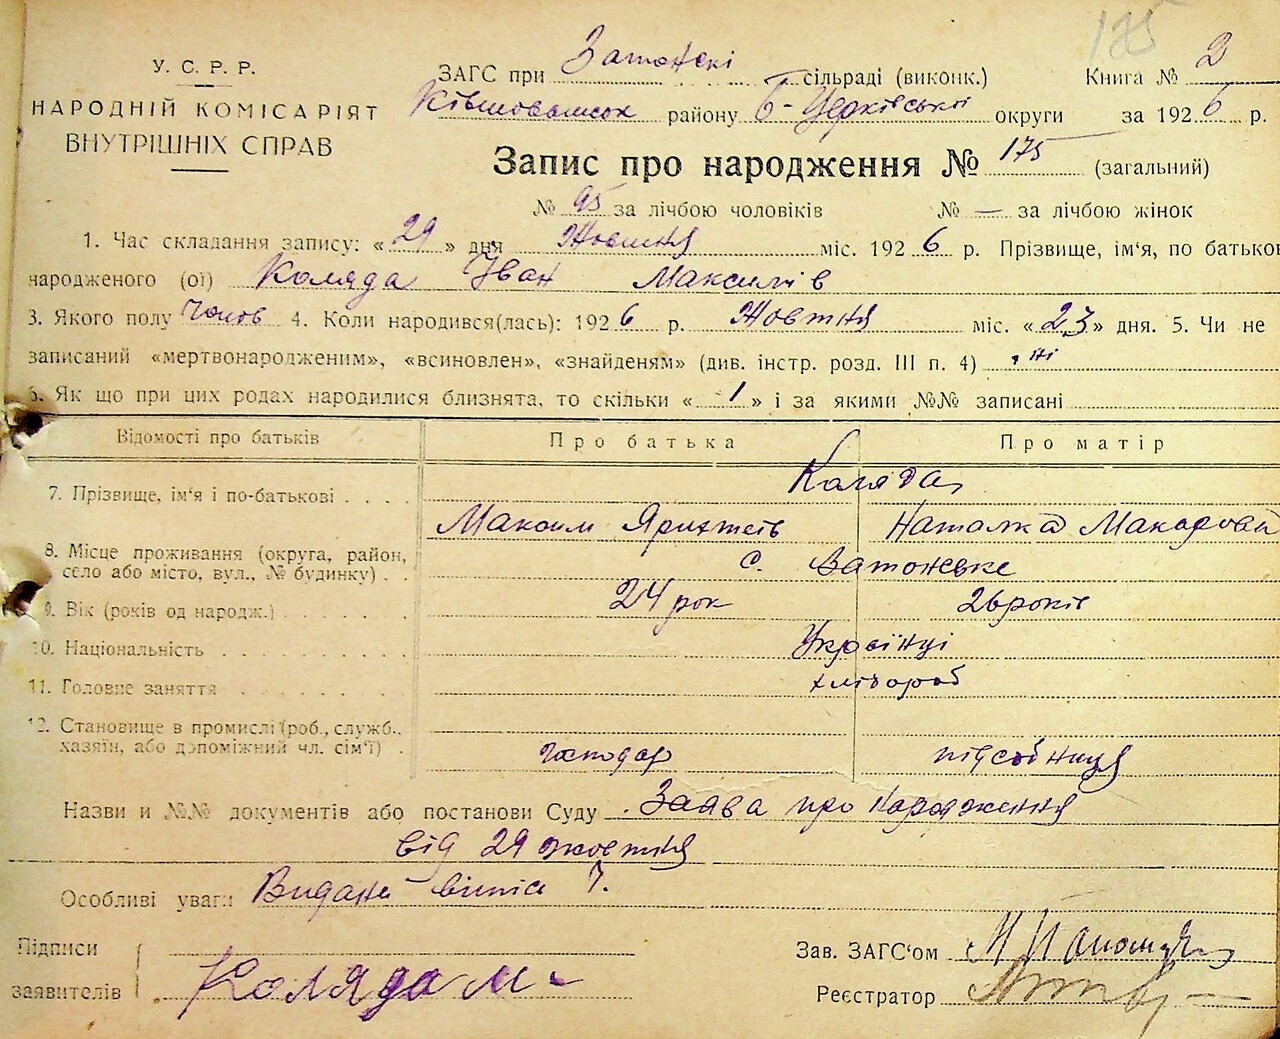 175
У. С. Р. Р.
НАРОДНІЙ КОМІСАРІЯТ
ВНУТРІШНІХ СПРАВ
ЗАГС при Затонскі сільраді (виконк.) Книга № 2
району Б-Церківської округи за 1926 р.
Запис про народження № 175 (загальний)
№ 95 за лічбою чоловіків № — за лічбою жінок
1. Час складання запису: «29» дня Жовтня міс. 1926 р. Прізвище, ім'я, по батьков
народженого (ої) Коляда Іван Максимів
3. Якого полу Чолов 4. Коли народився(лась): 1926 р. Жовтня міс. «23» дня. 5. Чи не
записаний «мертвонародженим», «всиновлен», «знайденям» (див. інстр. розд. III п. 4) ні
6. Як що при цих родах народилися близнята, то скільки «1» і за якими №№ записані
Відомості про батьків Про батька Про матір
7. Прізвище, ім'я і по-батькові Коляда
Максим Наталка Макарова
8. Місце проживання (округа, район,
село або місто, вул., № будинку) с. Затонське
9. Вік (років од народж.) 24 рок 26 років
10. Національність Українці
11. Головне заняття хлібороб
12. Становище в промислі (роб., служб.,
хазяїн, або допоміжний чл. сім'ї) господар підсобниця
Назви и №№ документів або постанови Суду Заява про народження
від 29 жовтня
Особливі уваги Видано
Підписи
заявителів Коляда М
Зав. ЗАГС'ом
Реєстратор